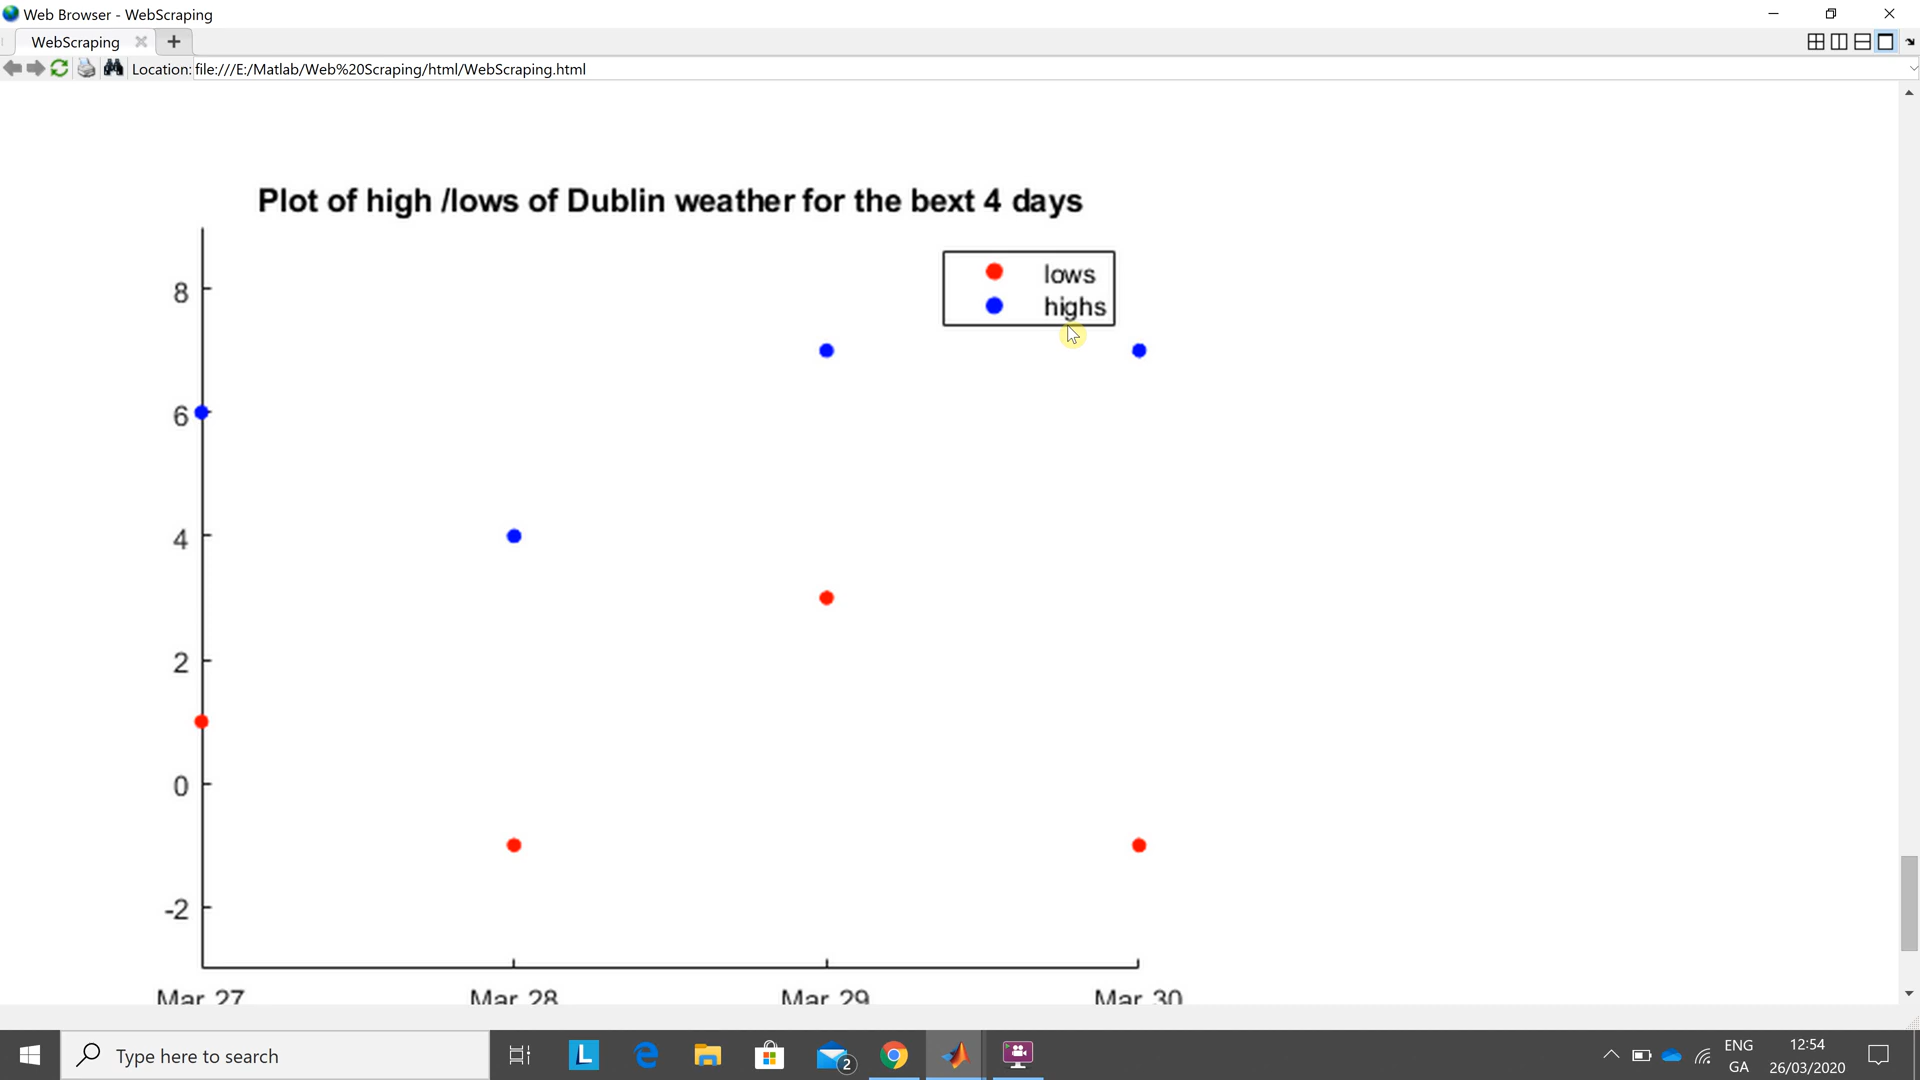 Web Browser - WebScraping
WebScraping
Location: file:///E:/Matlab/Web%20Scraping/html/WebScraping.html
Plot of high /lows of Dublin weather for the bext 4 days
lows
highs
8
6
4
2
0
-2
Mar 27
Mar 28
Mar 29
Mar 30
Type here to search
L
2
ENG
GA
12:54
26/03/2020